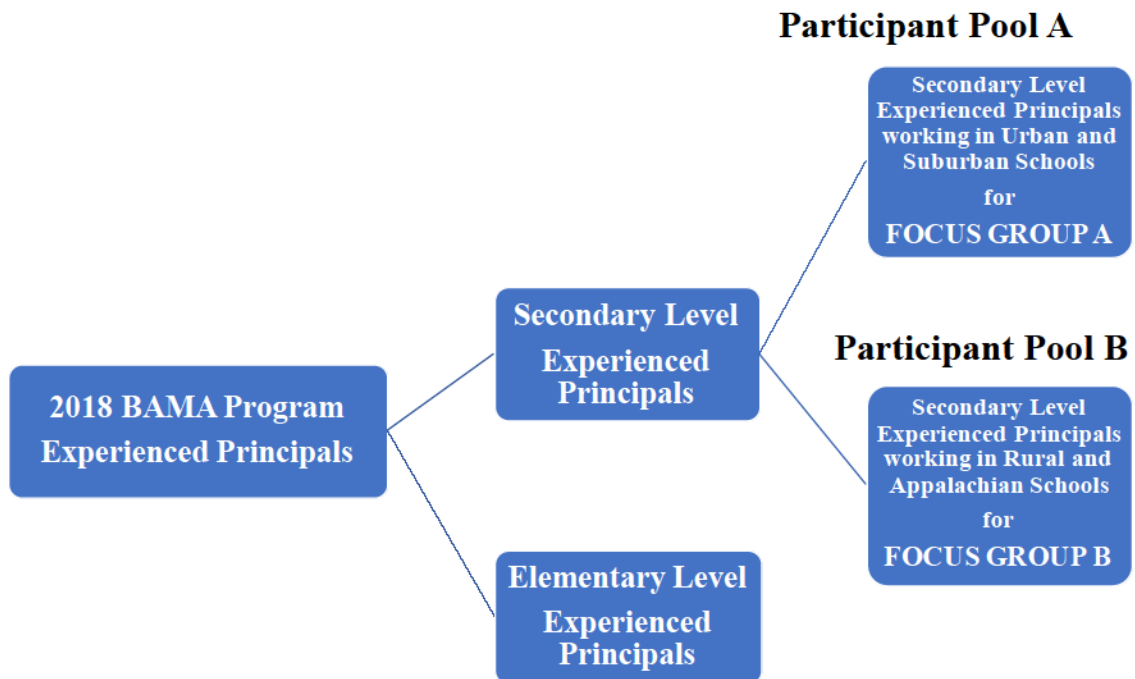 Participant Pool A
Secondary Level
Experienced Principals
working in Urban and
Suburban Schools
for
FOCUS GROUP A
Secondary Level
Experienced
Principals
Participant Pool B
2018 BAMA Program
Experienced Principals
Secondary Level
Experienced Principals
working in Rural and
Appalachian Schools
for
FOCUS GROUP B
Elementary Level
Experienced
Principals